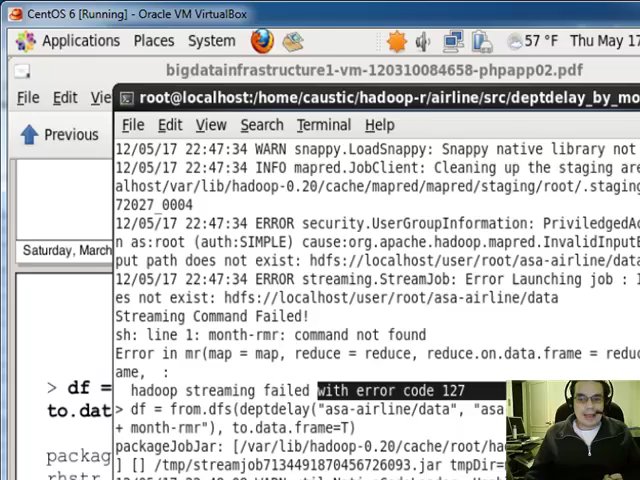 CentOS 6 [Running] - Oracle VM VirtualBox
Applications Places System 57 °F Thu May 17
bigdatainfrastructure1-vm-120310084658-phpapp02.pdf
File Edit Vie
root@localhost:/home/caustic/hadoop-r/airline/src/deptdelay_by_mo
Previous
File Edit View Search Terminal Help
12/05/17 22:47:34 WARN snappy.LoadSnappy: Snappy native library not
12/05/17 22:47:34 INFO mapred.JobClient: Cleaning up the staging are
alhost/var/lib/hadoop-0.20/cache/mapred/mapred/staging/root/.staging
72027_0004
12/05/17 22:47:34 ERROR security.UserGroupInformation: PriviledgedAc
n as:root (auth:SIMPLE) cause:org.apache.hadoop.mapred.InvalidInputE
put path does not exist: hdfs://localhost/user/root/asa-airline/data
12/05/17 22:47:34 ERROR streaming.StreamJob: Error Launching job : I
es not exist: hdfs://localhost/user/root/asa-airline/data
Streaming Command Failed!
sh: line 1: month-rmr: command not found
Error in mr(map = map, reduce = reduce, reduce.on.data.frame = redu
ame, :
hadoop streaming failed with error code 127
> df = from.dfs(deptdelay("asa-airline/data", "asa
+ month-rmr"), to.data.frame=T)
packageJobJar: [/var/lib/hadoop-0.20/cache/root/ha
] [] /tmp/streamjob7134491870456726093.jar tmpDir=
Saturday, March
> df =
to.dat
packag
rhstr